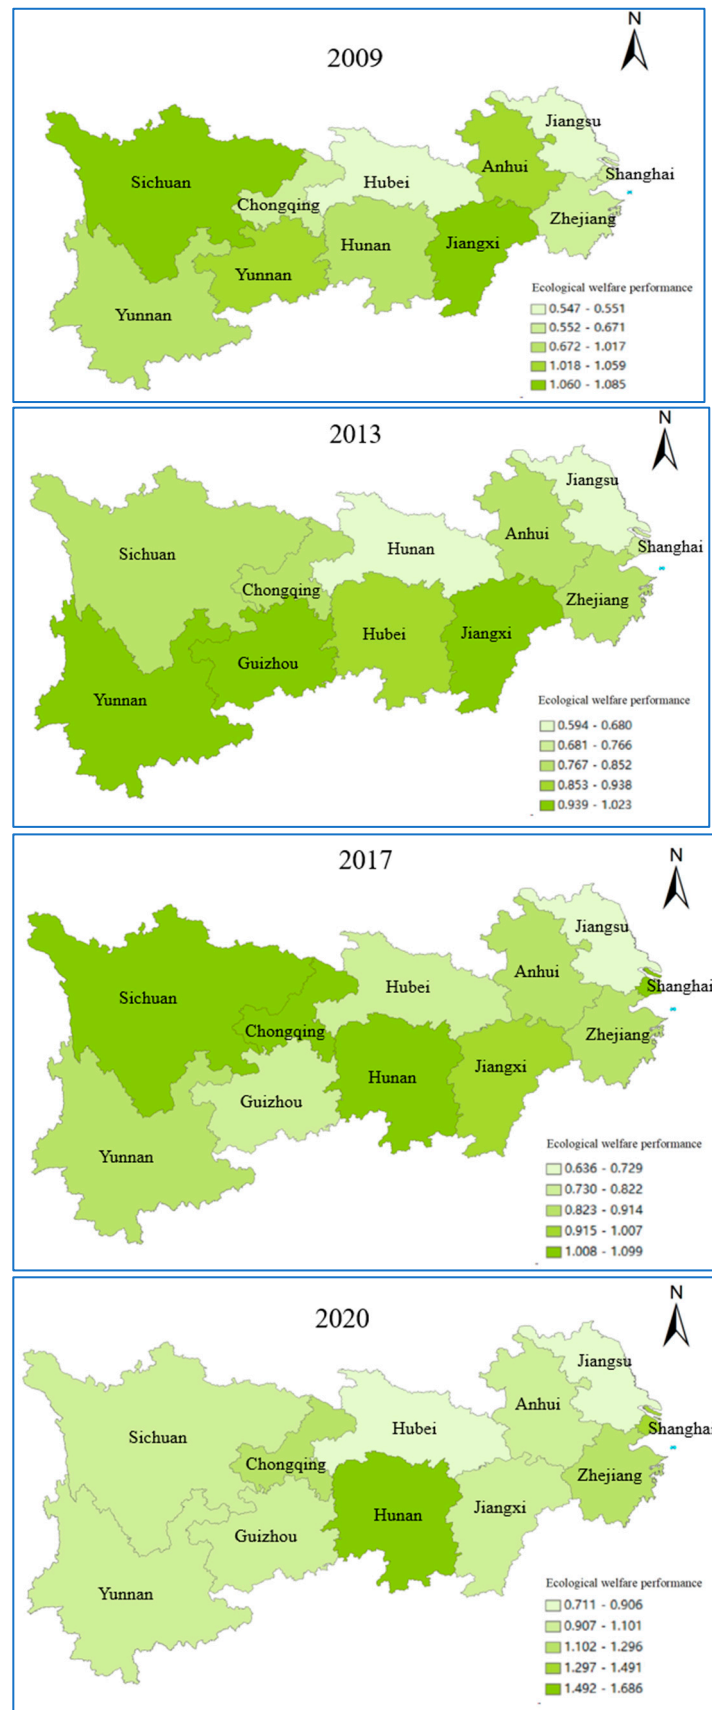 N
2009
Jiangsu
Anhui
Shanghai
Sichuan
Hubei
Chongqing
Zhejiang
Hunan
Jiangxi
Yunnan
Yunnan
Ecological welfare performance
0.547 - 0.551
0.552 - 0.671
0.672 - 1.017
1.018 - 1.059
1.060 - 1.085
N
2013
Jiangsu
Anhui
Shanghai
Hunan
Sichuan
Chongqing
Zhejiang
Hubei
Jiangxi
Guizhou
Yunnan
Ecological welfare performance
0.594 - 0.680
0.681 - 0.766
0.767 - 0.852
0.853 - 0.938
0.939 - 1.023
N
2017
Jiangsu
Anhui
Shanghai
Hubei
Sichuan
Chongqing
Zhejiang
Jiangxi
Hunan
Guizhou
Yunnan
Ecological welfare performance
0.636 - 0.729
0.730 - 0.822
0.823 - 0.914
0.915 - 1.007
1.008 - 1.099
N
2020
Jiangsu
Anhui
Shanghai
Hubei
Sichuan
Chongqing
Zhejiang
Jiangxi
Hunan
Guizhou
Yunnan
Ecological welfare performance
0.711 - 0.906
0.907 - 1.101
1.102 - 1.296
1.297 - 1.491
1.492 - 1.686